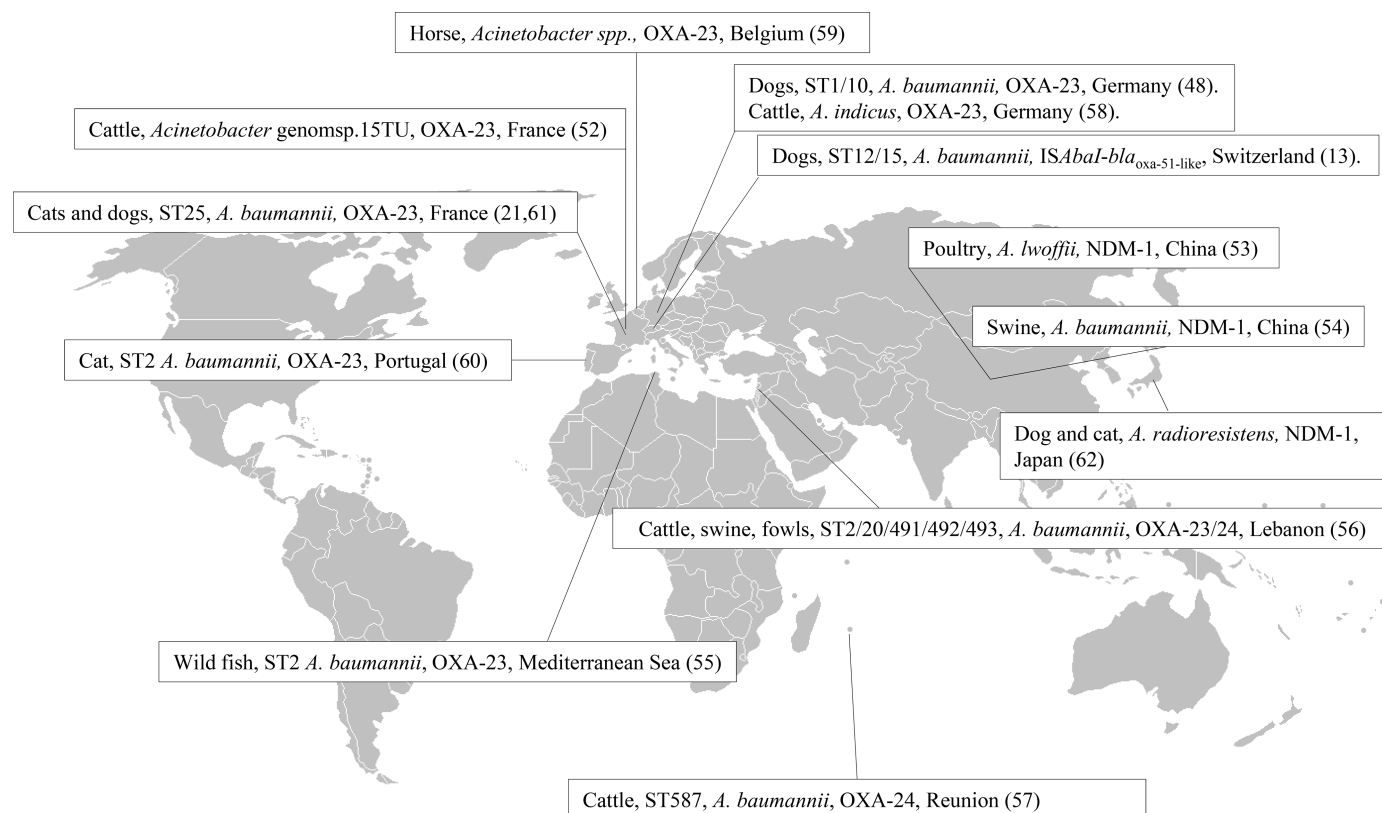 Horse, Acinetobacter spp., OXA-23, Belgium (59)
Dogs, ST1/10, A. baumannii, OXA-23, Germany (48).
Cattle, A. indicus, OXA-23, Germany (58).
Cattle, Acinetobacter genomsp.15TU, OXA-23, France (52)
Dogs, ST12/15, A. baumannii, ISAbaI-bla oxa-51-like, Switzerland (13).
Cats and dogs, ST25, A. baumannii, OXA-23, France (21,61)
Poultry, A. lwoffii, NDM-1, China (53)
Swine, A. baumannii, NDM-1, China (54)
Cat, ST2 A. baumannii, OXA-23, Portugal (60)
Dog and cat, A. radioresistens, NDM-1,
Japan (62)
Cattle, swine, fowls, ST2/20/491/492/493, A. baumannii, OXA-23/24, Lebanon (56)
Wild fish, ST2 A. baumannii, OXA-23, Mediterranean Sea (55)
Cattle, ST587, A. baumannii, OXA-24, Reunion (57)